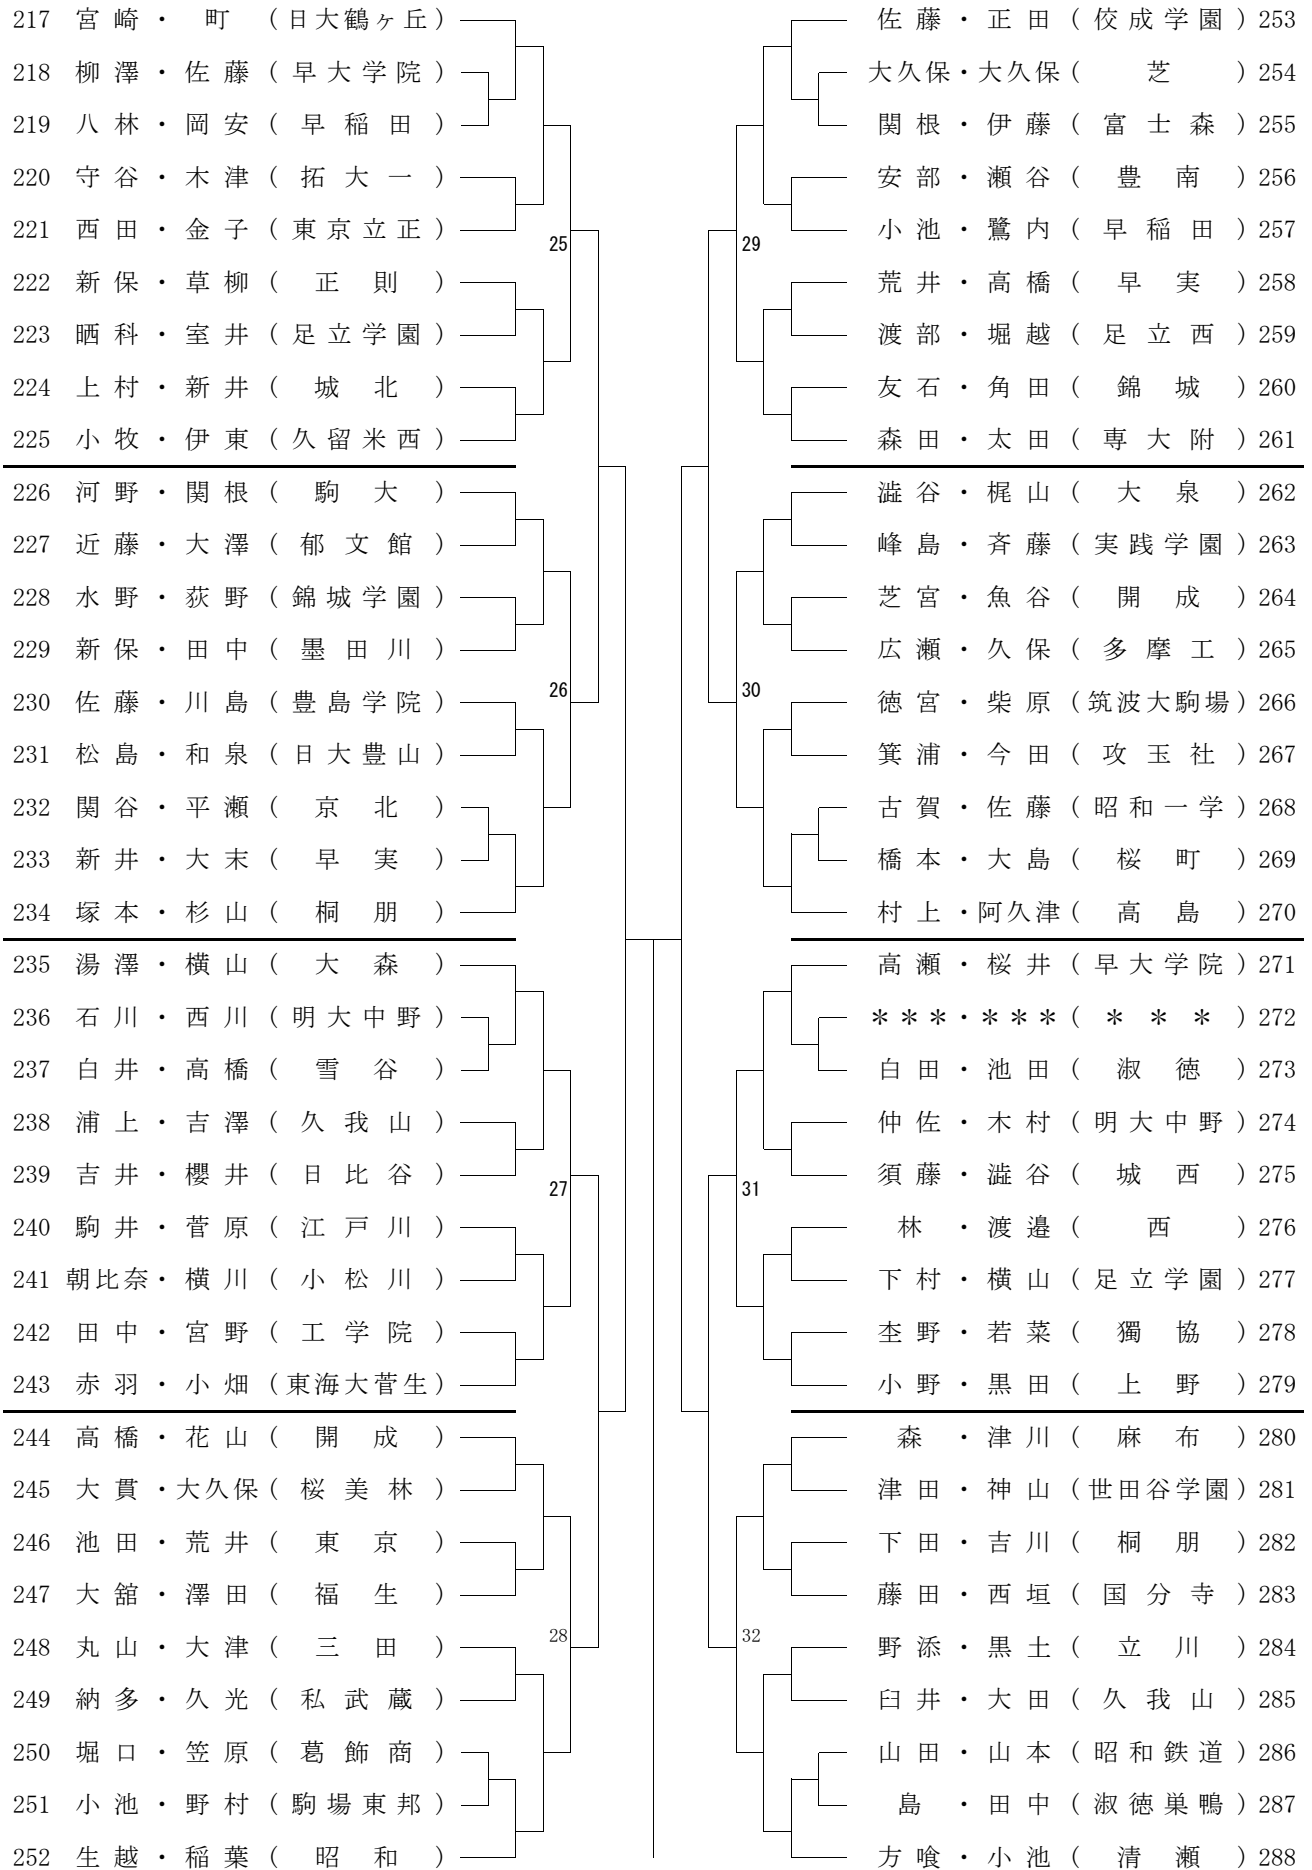 217 宮崎・町(日大鶴ヶ丘)
218 柳澤・佐藤(早大学院)
219 八林・岡安(早稲田)
220 守谷・木津(拓大一)
221 西田・金子(東京立正)
25
222 新保・草柳(正則)
223 晒科・室井(足立学園)
224 上村・新井(城北)
225 小牧・伊東(久留米西)
226 河野・関根(駒大)
227 近藤・大澤(郁文館)
228 水野・荻野(錦城学園)
229 新保・田中(墨田川)
26
230 佐藤・川島(豊島学院)
231 松島・和泉(日大豊山)
232 関谷・平瀬(京北)
233 新井・大末(早実)
234 塚本・杉山(桐朋)
235 湯澤・横山(大森)
236 石川・西川(明大中野)
237 白井・高橋(雪谷)
238 浦上・吉澤(久我山)
239 吉井・櫻井(日比谷)
27
240 駒井・菅原(江戸川)
241 朝比奈・横川(小松川)
242 田中・宮野(工学院)
243 赤羽・小畑(東海大菅生)
244 高橋・花山(開成)
245 大貫・大久保(桜美林)
246 池田・荒井(東京)
247 大舘・澤田(福生)
28
248 丸山・大津(三田)
249 納多・久光(私武蔵)
250 堀口・笠原(葛飾商)
251 小池・野村(駒場東邦)
252 生越・稲葉(昭和)
佐藤・正田(佼成学園)253
大久保・大久保(芝)254
関根・伊藤(富士森)255
安部・瀬谷(豊南)256
小池・鷺内(早稲田)257
29
荒井・高橋(早実)258
渡部・堀越(足立西)259
友石・角田(錦城)260
森田・太田(専大附)261
澁谷・梶山(大泉)262
峰島・斉藤(実践学園)263
芝宮・魚谷(開成)264
広瀬・久保(多摩工)265
30
徳宮・柴原(筑波大駒場)266
箕浦・今田(攻玉社)267
古賀・佐藤(昭和一学)268
橋本・大島(桜町)269
村上・阿久津(高島)270
高瀬・桜井(早大学院)271
***・***(***)272
白田・池田(淑徳)273
仲佐・木村(明大中野)274
須藤・澁谷(城西)275
31
林・渡邉(西)276
下村・横山(足立学園)277
杢野・若菜(獨協)278
小野・黒田(上野)279
森・津川(麻布)280
津田・神山(世田谷学園)281
下田・吉川(桐朋)282
藤田・西垣(国分寺)283
32
野添・黒土(立川)284
臼井・大田(久我山)285
山田・山本(昭和鉄道)286
島・田中(淑徳巣鴨)287
方喰・小池(清瀬)288